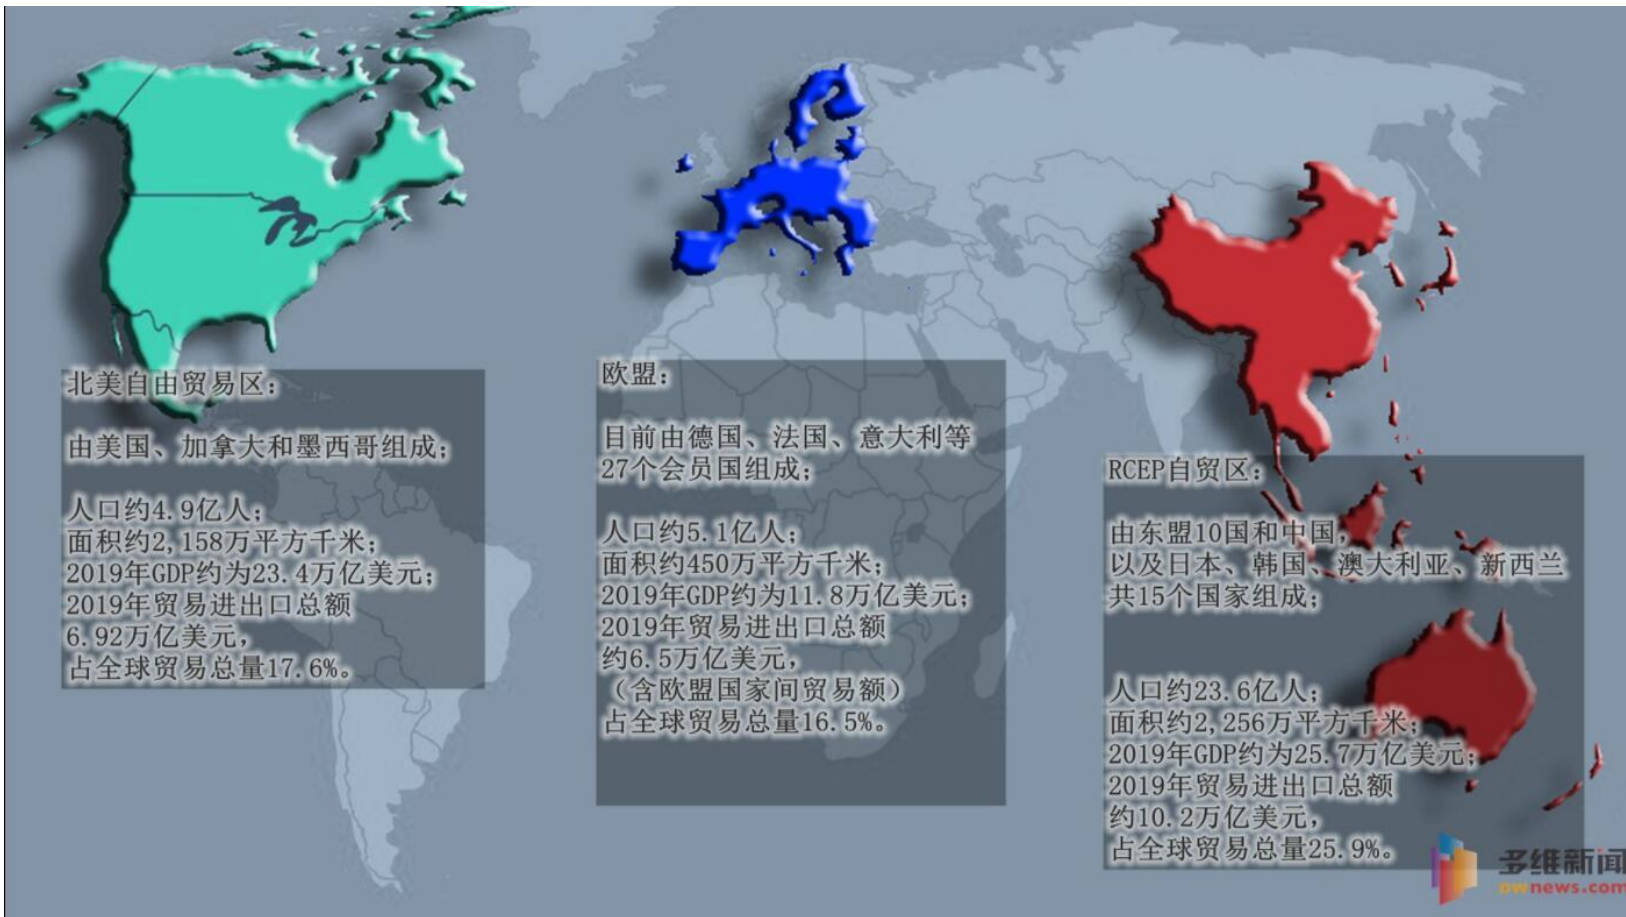 北美自由贸易区：
由美国、加拿大和墨西哥组成；
人口约4.9亿人；
面积约2,158万平方千米；
2019年GDP约为23.4万亿美元；
2019年贸易进出口总额
6.92万亿美元，
占全球贸易总量17.6%。
欧盟：
目前由德国、法国、意大利等
27个会员国组成；
人口约5.1亿人；
面积约450万平方千米；
2019年GDP约为11.8万亿美元；
2019年贸易进出口总额
约6.5万亿美元，
（含欧盟国家间贸易额）
占全球贸易总量16.5%。
RCEP自贸区：
由东盟10国和中国，
以及日本、韩国、澳大利亚、新西兰
共15个国家组成；
人口约23.6亿人；
面积约2,256万平方千米；
2019年GDP约为25.7万亿美元；
2019年贸易进出口总额
约10.2万亿美元，
占全球贸易总量25.9%。
多维新闻
ownews.com